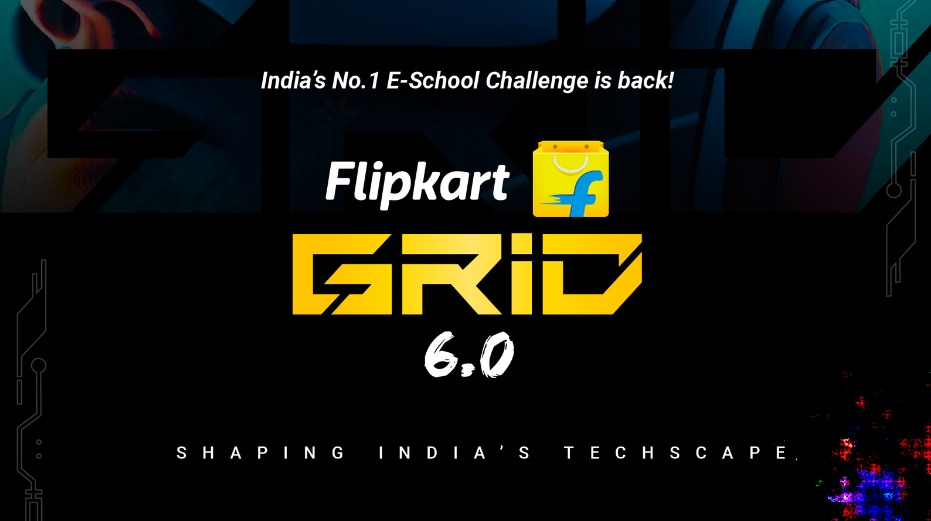 India's No.1 E-School Challenge is back!
Flipkart f
GRiD
6.0
SHAPING INDIA'S TECHSCAPE.